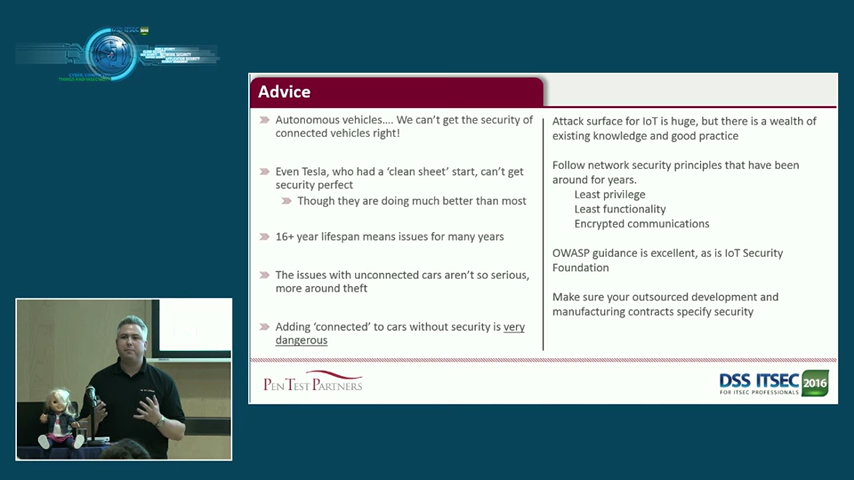 DSS ITSEC
Advice
Autonomous vehicles.... We can't get the security of
connected vehicles right!
Even Tesla, who had a 'clean sheet' start, can't get
security perfect
Though they are doing much better than most
16+ year lifespan means issues for many years
The issues with unconnected cars aren't so serious,
more around theft
Adding 'connected' to cars without security is very
dangerous
Attack surface for IoT is huge, but there is a wealth of
existing knowledge and good practice
Follow network security principles that have been
around for years.
Least privilege
Least functionality
Encrypted communications
OWASP guidance is excellent, as is IoT Security
Foundation
Make sure your outsourced development and
manufacturing contracts specify security
PEN TEST PARTNERS
DSS ITSEC 2016
FOR ITSEC PROFESSIONALS